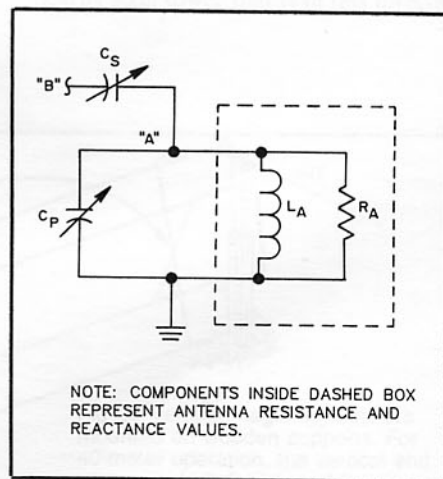 C_S
"B"
"A"
C_P
L_A
R_A
NOTE: COMPONENTS INSIDE DASHED BOX
REPRESENT ANTENNA RESISTANCE AND
REACTANCE VALUES.